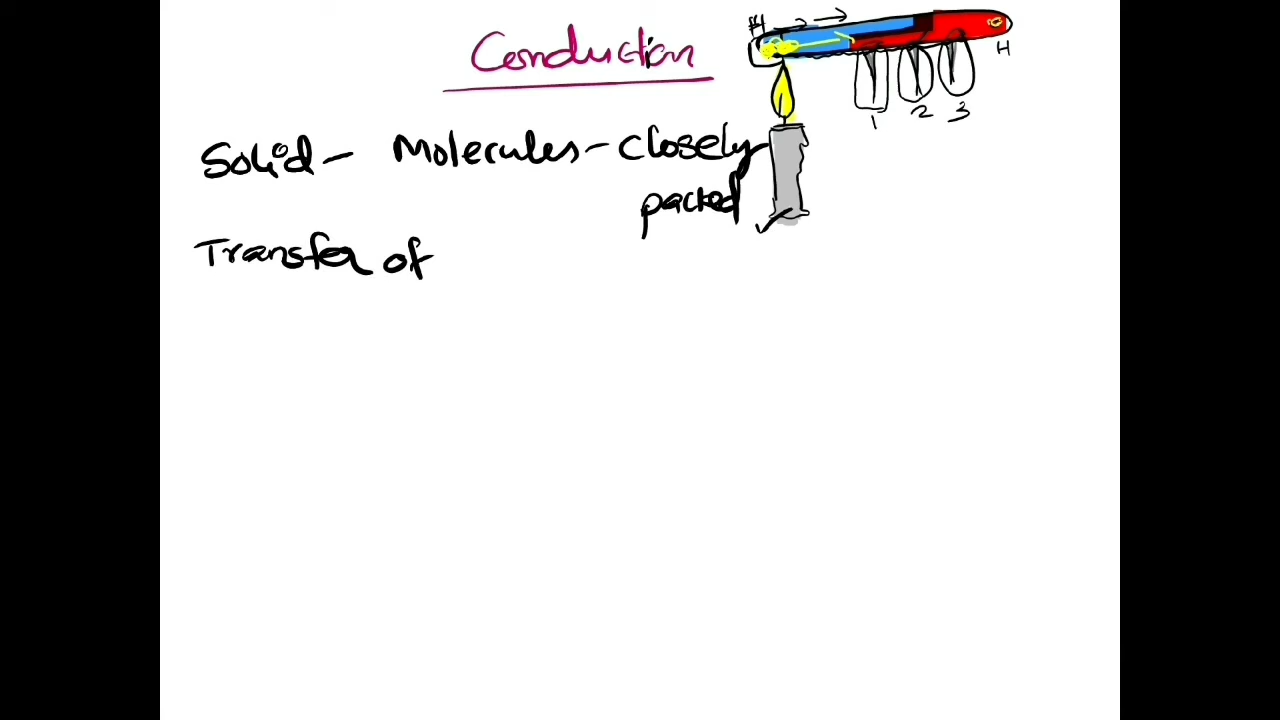 Conduction
H
H
1 2 3
Solid - Molecules - closely
packed
Transfer of